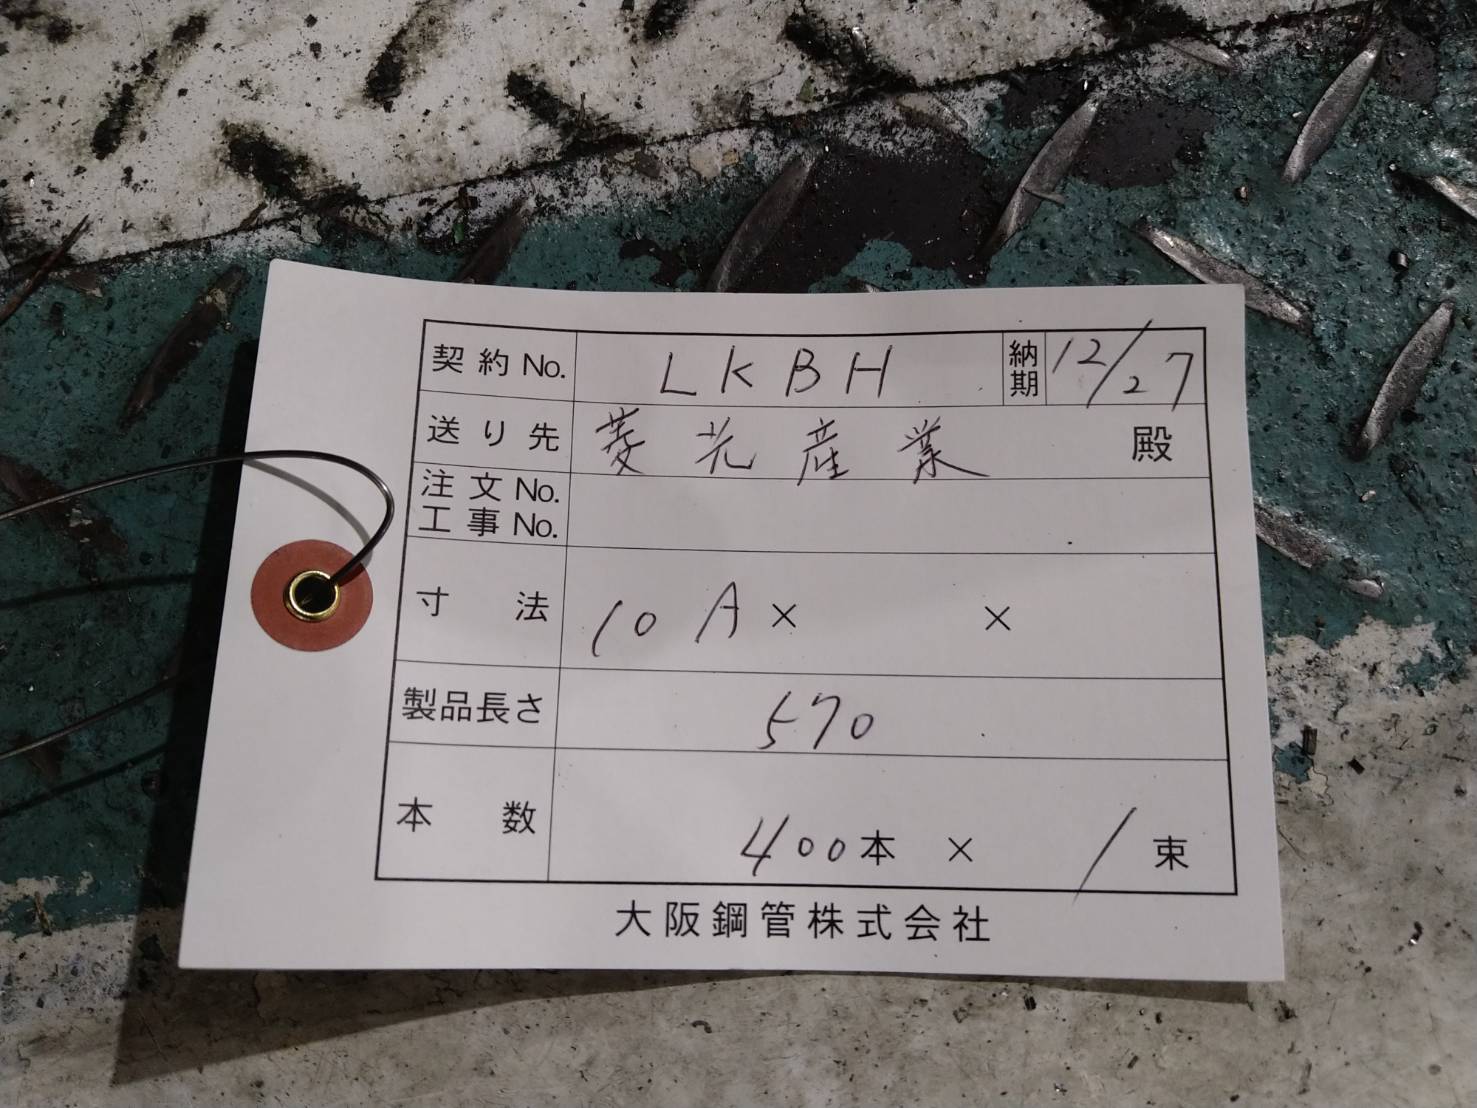 契約No. LKBH 納期 12/27
送り先 菱光産業 殿
注文No.
工事No.
寸法 10A× ×
製品長さ 570
本数 400本 × 1束
大阪鋼管株式会社